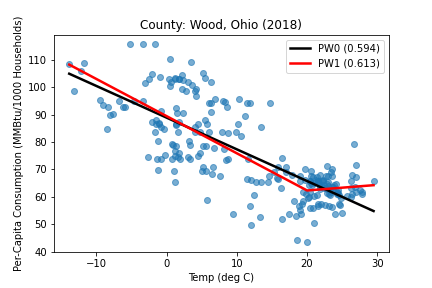 County: Wood, Ohio (2018)
Per-Capita Consumption (MMBtu/1000 Households)
110
100
90
80
70
60
50
40
PW0 (0.594)
PW1 (0.613)
−10 0 10 20 30
Temp (deg C)